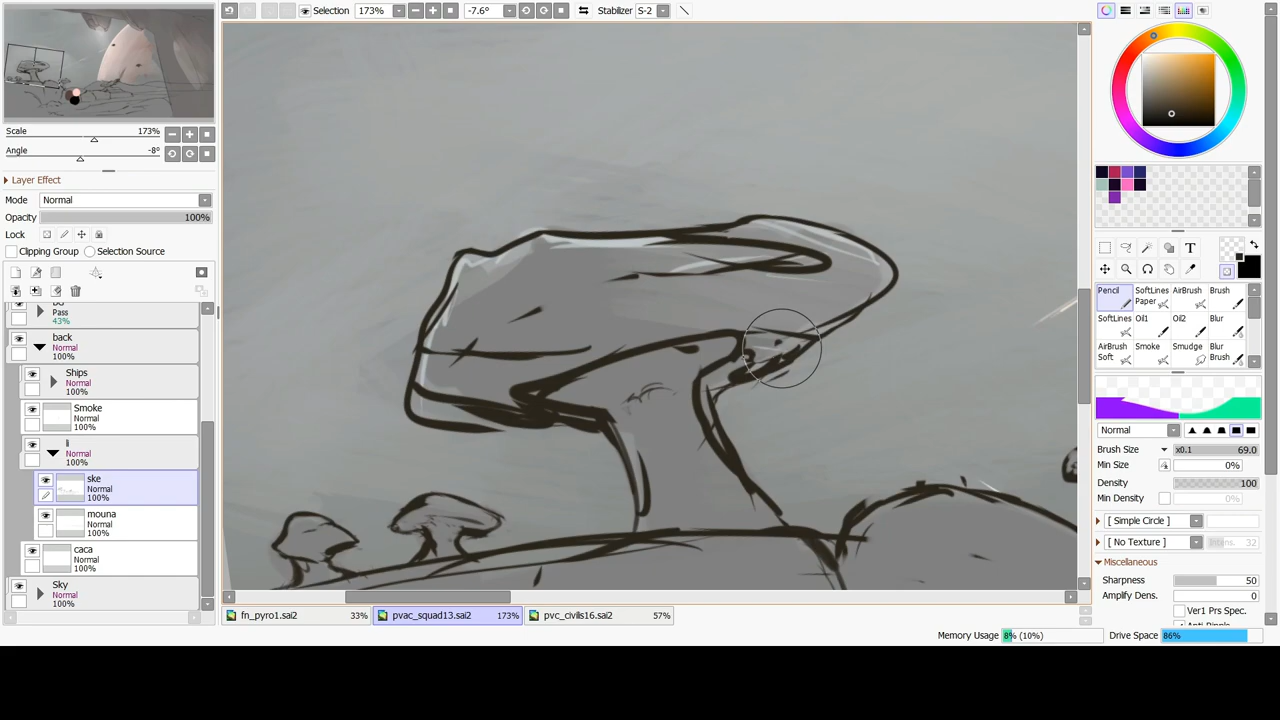 Selection 173% -7.6° Stabilizer S-2
Scale 173%
Angle -8°
Layer Effect
Mode Normal
Opacity 100%
Lock
Clipping Group Selection Source
Pass
43%
back
Normal
100%
Ships
Normal
100%
Smoke
Normal
100%
li
Normal
100%
ske
Normal
100%
mouna
Normal
100%
caca
Normal
100%
Sky
Normal
100%
fn_pyro1.sai2 33% pvac_squad13.sai2 173% pvc_civilis16.sai2 57%
Memory Usage 8% (10%) Drive Space 86%
T
Pencil SoftLines Paper AirBrush Brush
SoftLines Oil1 Oil2 Blur
AirBrush Soft Smoke Smudge Blur Brush
Normal
Brush Size x0.1 69.0
Min Size 0%
Density 100
Min Density 0%
[ Simple Circle ]
[ No Texture ] Intens. 32
Miscellaneous
Sharpness 50
Amplify Dens. 0
Ver1 Prs Spec.